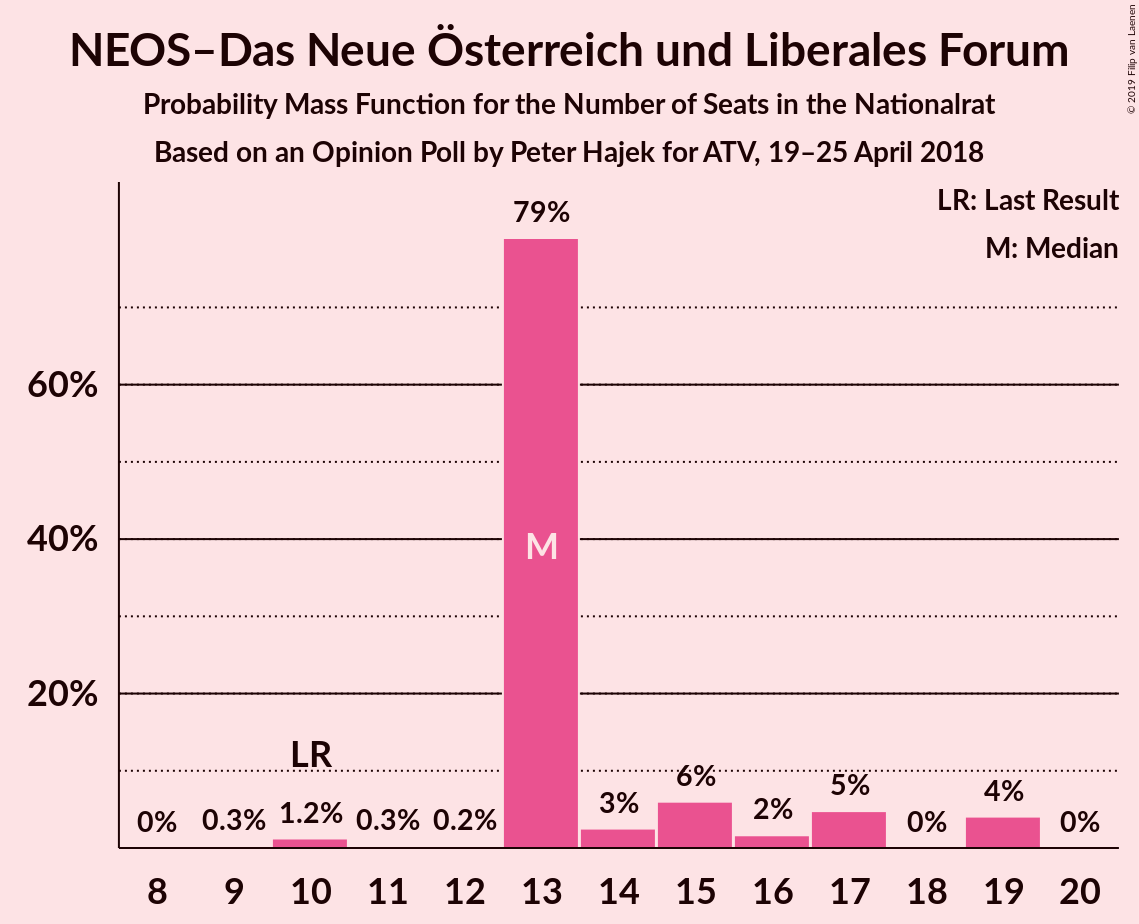 NEOS–Das Neue Österreich und Liberales Forum
Probability Mass Function for the Number of Seats in the Nationalrat
Based on an Opinion Poll by Peter Hajek for ATV, 19–25 April 2018
© 2019 Filip van Laenen
LR: Last Result
M: Median
60%
40%
20%
0%
0.3%
LR
1.2%
0.3%
0.2%
79%
M
3%
6%
2%
5%
0%
4%
0%
8 9 10 11 12 13 14 15 16 17 18 19 20